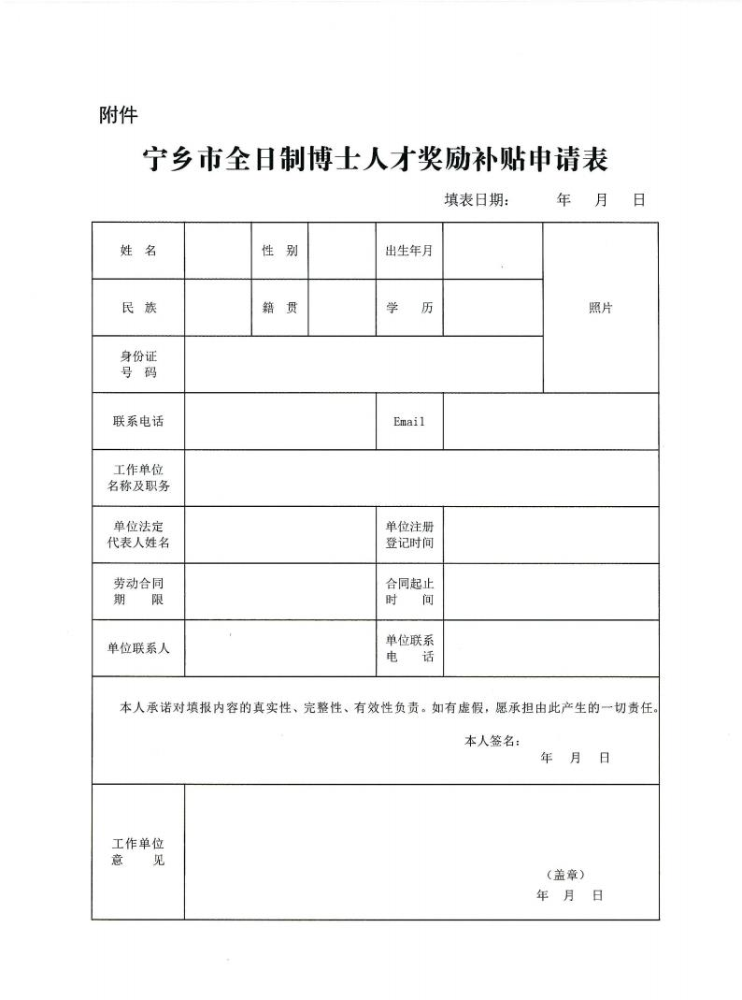 附件
宁乡市全日制博士人才奖励补贴申请表
填表日期： 年 月 日
姓 名 性 别 出生年月
民 族 籍 贯 学 历 照片
身份证
号 码
联系电话 Email
工作单位
名称及职务
单位法定 单位注册
代表人姓名 登记时间
劳动合同 合同起止
期 限 时 间
单位联系人 单位联系
电 话
本人承诺对填报内容的真实性、完整性、有效性负责。如有虚假，愿承担由此产生的一切责任。
本人签名：
年 月 日
工作单位
意 见
（盖章）
年 月 日